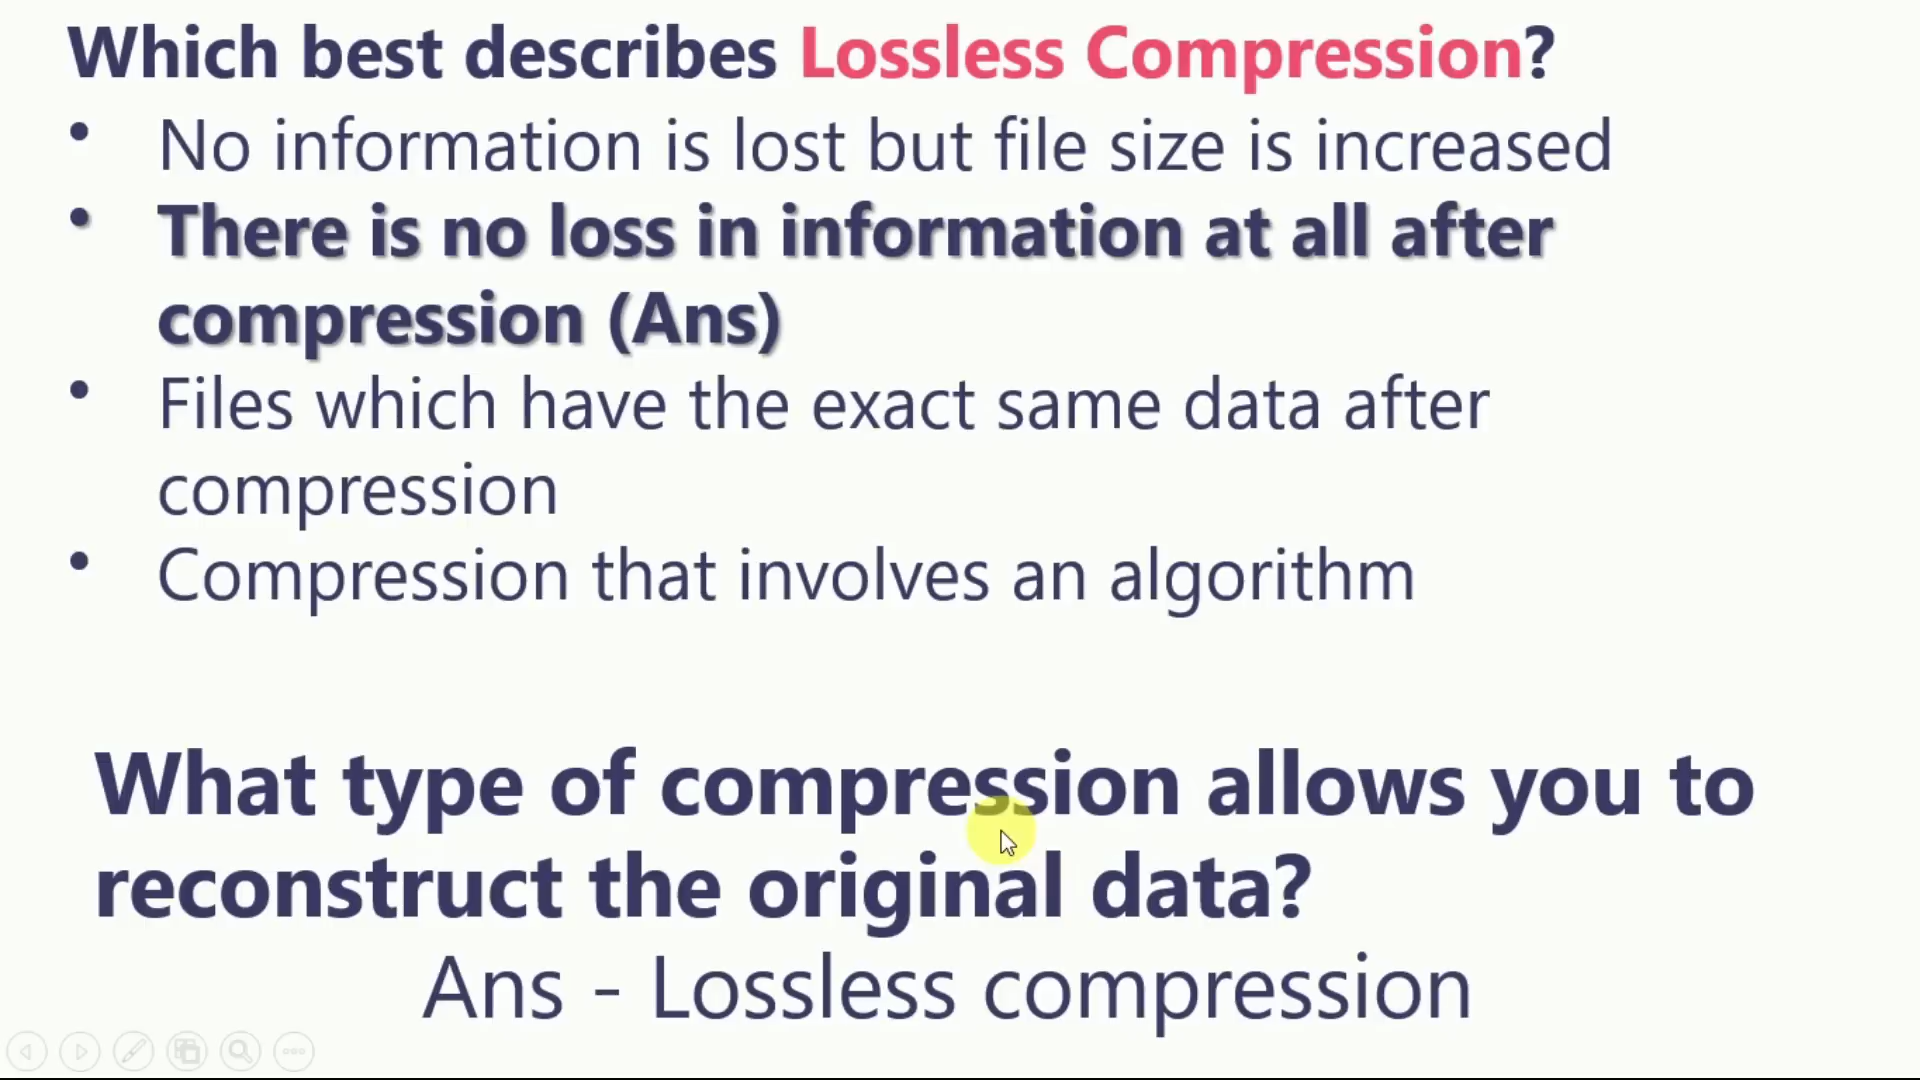 Which best describes Lossless Compression?
• No information is lost but file size is increased
• There is no loss in information at all after
compression (Ans)
• Files which have the exact same data after
compression
• Compression that involves an algorithm
What type of compression allows you to
reconstruct the original data?
Ans - Lossless compression